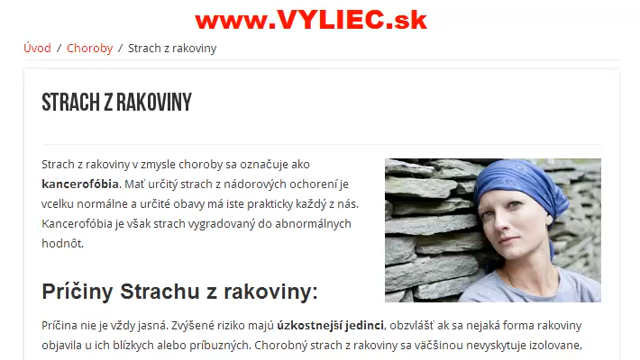 www.VYLIEC.sk
Úvod / Choroby / Strach z rakoviny
STRACH Z RAKOVINY
Strach z rakoviny v zmysle choroby sa označuje ako
kancerofóbia. Mať určitý strach z nádorových ochorení je
vcelku normálne a určité obavy má iste prakticky každý z nás.
Kancerofóbia je však strach vygradovaný do abnormálnych
hodnôt.
Príčiny Strachu z rakoviny:
Príčina nie je vždy jasná. Zvýšené riziko majú úzkostnejší jedinci, obzvlášť ak sa nejaká forma rakoviny
objavila u ich blízkych alebo príbuzných. Chorobný strach z rakoviny sa väčšinou nevyskytuje izolovane,